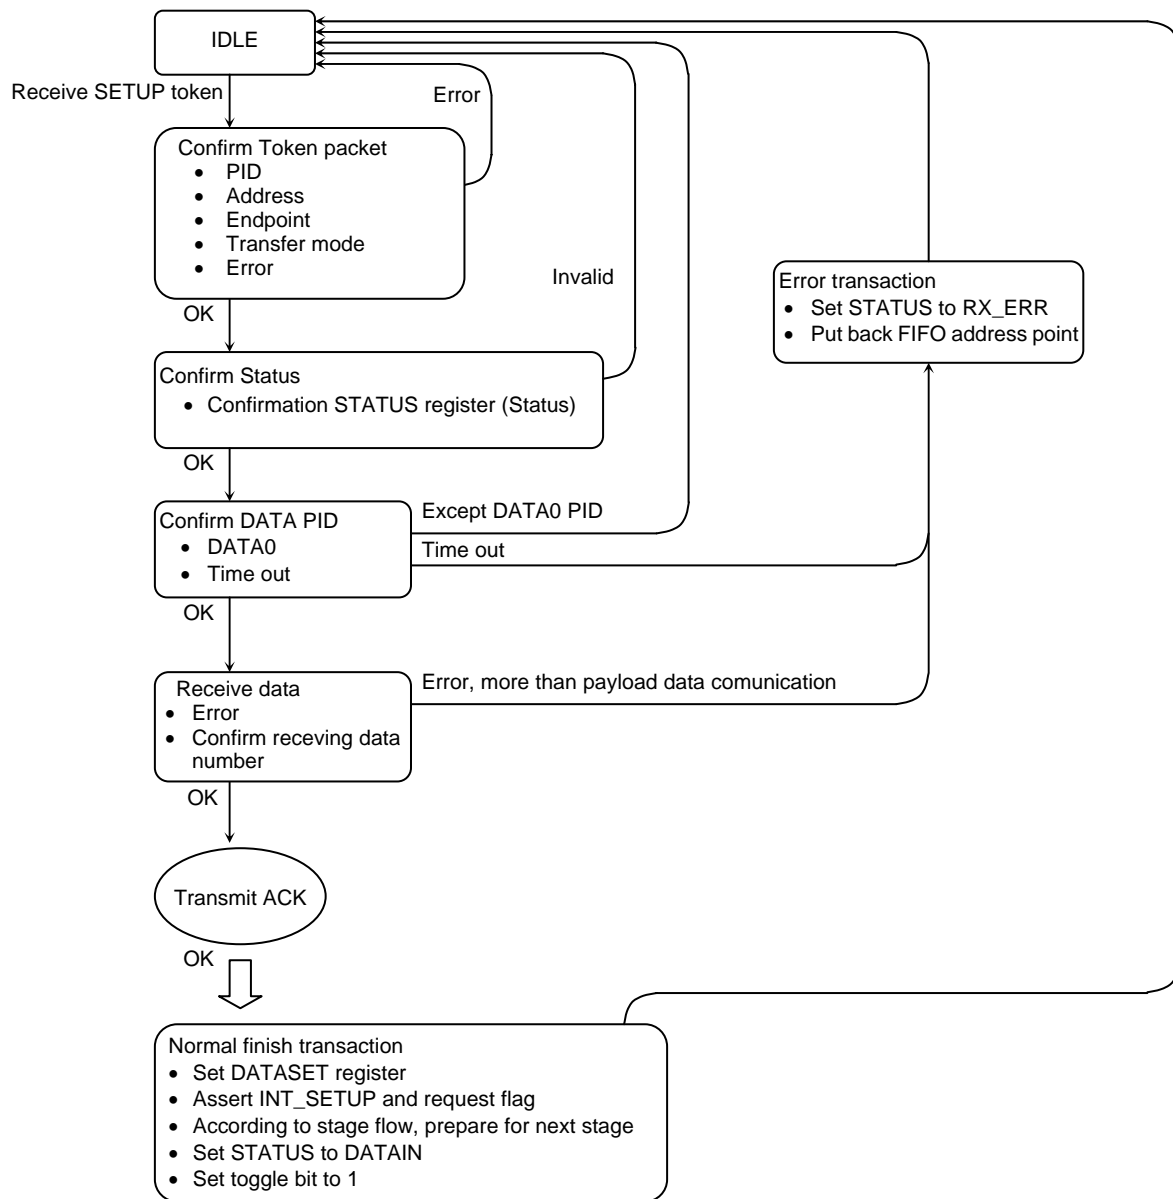 IDLE
Receive SETUP token
Error
Confirm Token packet
• PID
• Address
• Endpoint
• Transfer mode
• Error
Invalid
OK
Error transaction
• Set STATUS to RX_ERR
• Put back FIFO address point
Confirm Status
• Confirmation STATUS register (Status)
OK
Confirm DATA PID
• DATA0
• Time out
Except DATA0 PID
Time out
OK
Receive data
• Error
• Confirm receving data
number
Error, more than payload data comunication
OK
Transmit ACK
OK
Normal finish transaction
• Set DATASET register
• Assert INT_SETUP and request flag
• According to stage flow, prepare for next stage
• Set STATUS to DATAIN
• Set toggle bit to 1